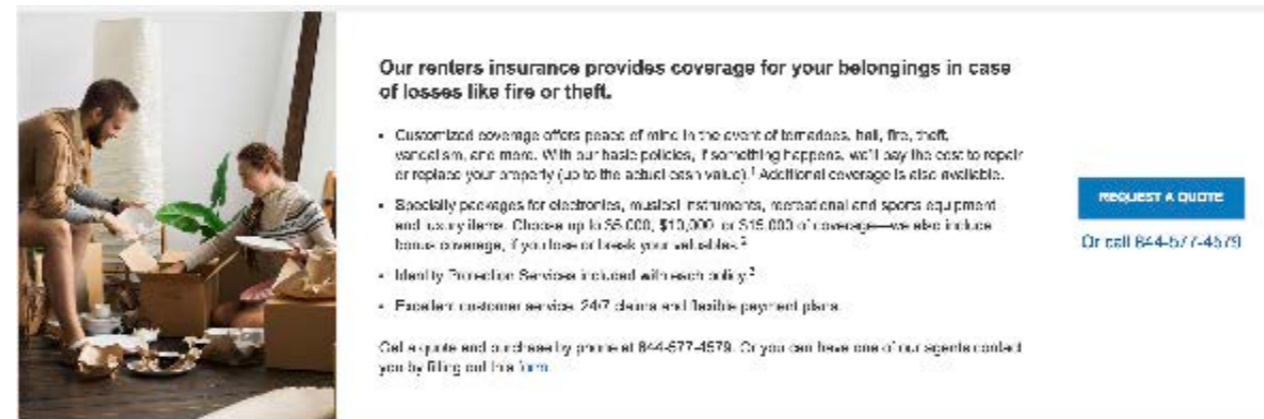 Our renters insurance provides coverage for your belongings in case
of losses like fire or theft.
• Customized coverage offers peace of mind in the event of tornadoes, hail, fire, theft,
vandalism, and more. With our basic policies, if something happens, we'll pay the cost to repair
or replace your property (up to the actual cash value).¹ Additional coverage is also available.
• Specialty packages for electronics, musical instruments, recreational and sports equipment
and luxury items. Choose up to $5,000, $10,000 or $15,000 of coverage—we also include
bonus coverage, if you lose or break your valuables.²
• Identity Protection Services included with each policy.³
• Excellent customer service, 24/7 claims and flexible payment plans.
Get a quote and purchase by phone at 844-577-4579. Or you can have one of our agents contact
you by filling out this form
REQUEST A QUOTE
Or call 844-577-4579